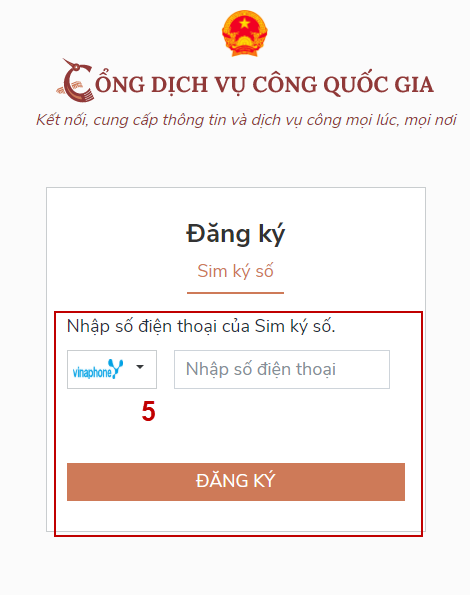 CỔNG DỊCH VỤ CÔNG QUỐC GIA
Kết nối, cung cấp thông tin và dịch vụ công mọi lúc, mọi nơi
Đăng ký
Sim ký số
Nhập số điện thoại của Sim ký số.
vinaphone Nhập số điện thoại
5
ĐĂNG KÝ